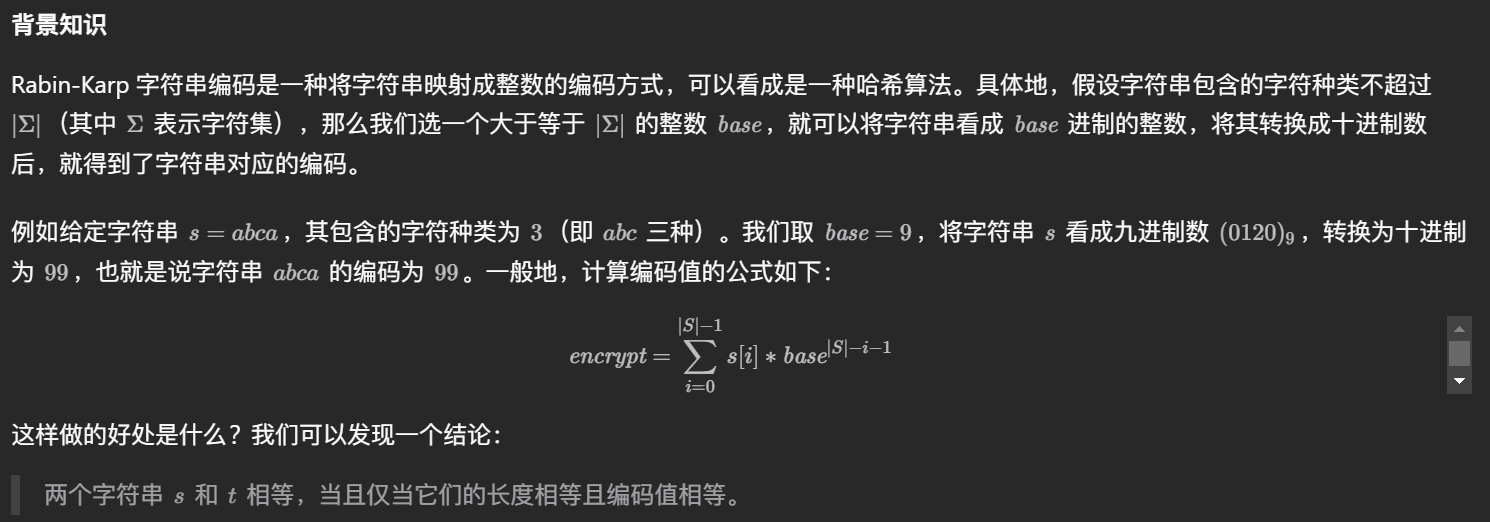 背景知识
Rabin-Karp 字符串编码是一种将字符串映射成整数的编码方式，可以看成是一种哈希算法。具体地，假设字符串包含的字符种类不超过
|Σ|（其中 Σ 表示字符集），那么我们选一个大于等于 |Σ| 的整数 base，就可以将字符串看成 base 进制的整数，将其转换成十进制数
后，就得到了字符串对应的编码。
例如给定字符串 s = abca，其包含的字符种类为 3（即 abc 三种）。我们取 base = 9，将字符串 s 看成九进制数 (0120)₉，转换为十进制
为 99，也就是说字符串 abca 的编码为 99。一般地，计算编码值的公式如下：
encrypt = ∑_{i=0}^{|S|−1} s[i] ∗ base^{|S|−i−1}
这样做的好处是什么？我们可以发现一个结论：
两个字符串 s 和 t 相等，当且仅当它们的长度相等且编码值相等。